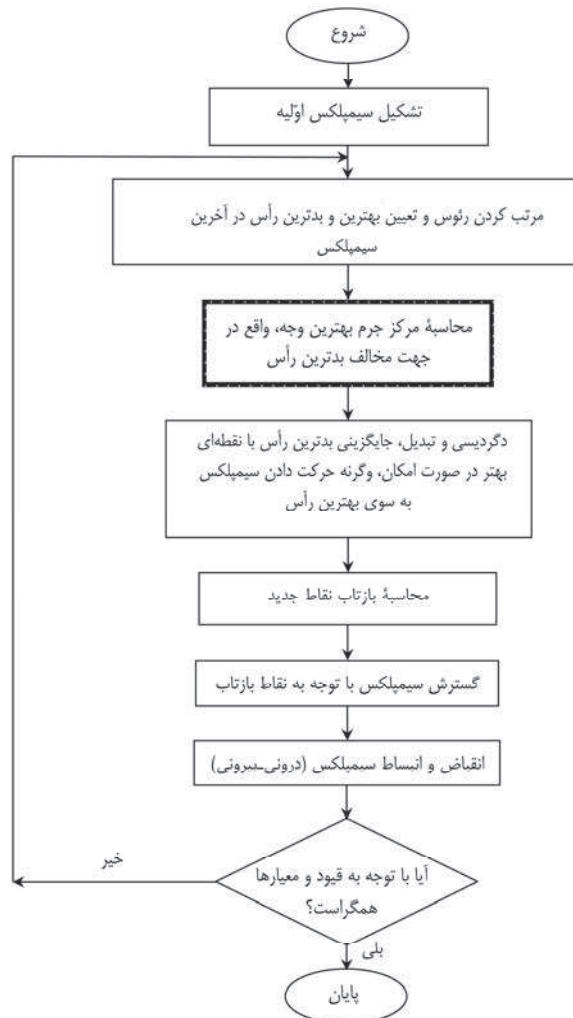 شروع
تشکیل سیمپلکس اوّلیه
مرتب کردن رئوس و تعیین بهترین و بدترین رأس در آخرین
سیمپلکس
محاسبهٔ مرکز جرم بهترین وجه، واقع در
جهت مخالف بدترین رأس
دگردیسی و تبدیل، جایگزینی بدترین رأس با نقطه‌ای
بهتر در صورت امکان، وگرنه حرکت دادن سیمپلکس
به سوی بهترین رأس
محاسبهٔ بازتاب نقاط جدید
گسترش سیمپلکس با توجه به نقاط بازتاب
انقباض و انبساط سیمپلکس (درونی-بیرونی)
خیر
آیا با توجه به قیود و معیارها
همگراست؟
بلی
پایان